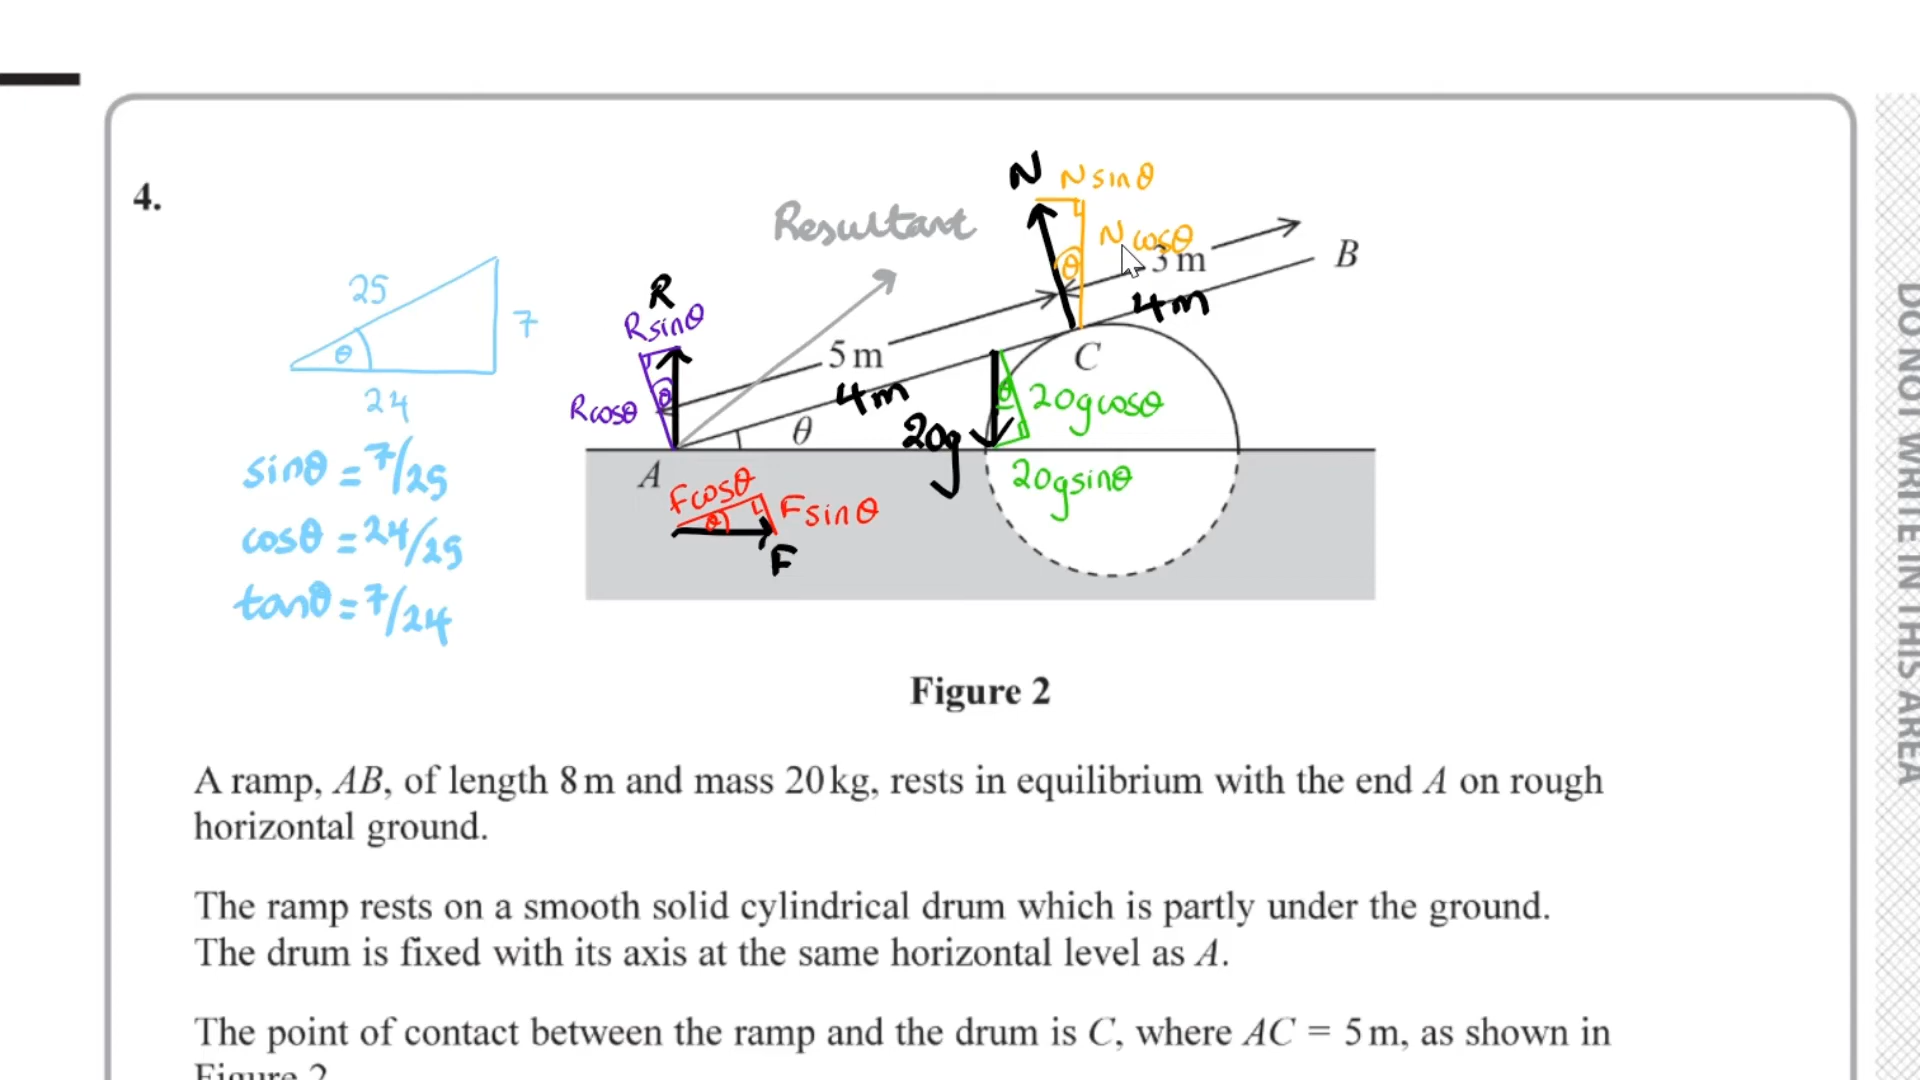 4.
25
7
θ
24
sinθ = 7/25
cosθ = 24/25
tanθ = 7/24
Resultant
N
Nsinθ
Ncosθ
θ
3 m
B
4m
R
Rsinθ
θ
Rcosθ
5 m
4m
C
θ
20g
θ
20gcosθ
20gsinθ
A
Fcosθ
θ
Fsinθ
F
Figure 2
A ramp, AB, of length 8 m and mass 20 kg, rests in equilibrium with the end A on rough
horizontal ground.
The ramp rests on a smooth solid cylindrical drum which is partly under the ground.
The drum is fixed with its axis at the same horizontal level as A.
The point of contact between the ramp and the drum is C, where AC = 5 m, as shown in
Figure 2
DO NOT WRITE IN THIS AREA